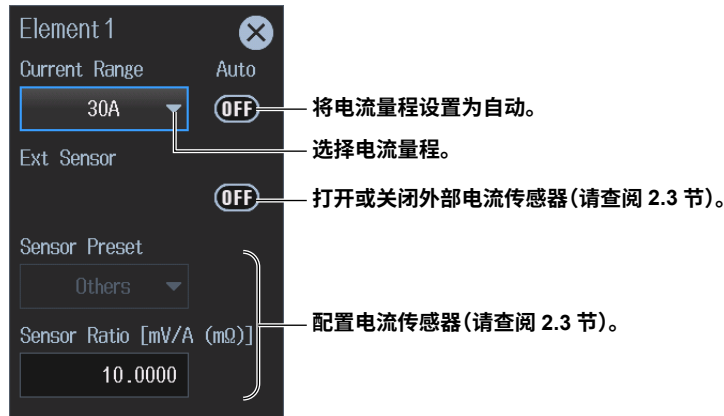 Element 1
Current Range Auto
30A OFF
将电流量程设置为自动。
选择电流量程。
Ext Sensor
OFF
打开或关闭外部电流传感器（请查阅 2.3 节）。
Sensor Preset
Others
配置电流传感器（请查阅 2.3 节）。
Sensor Ratio [mV/A (mΩ)]
10.0000